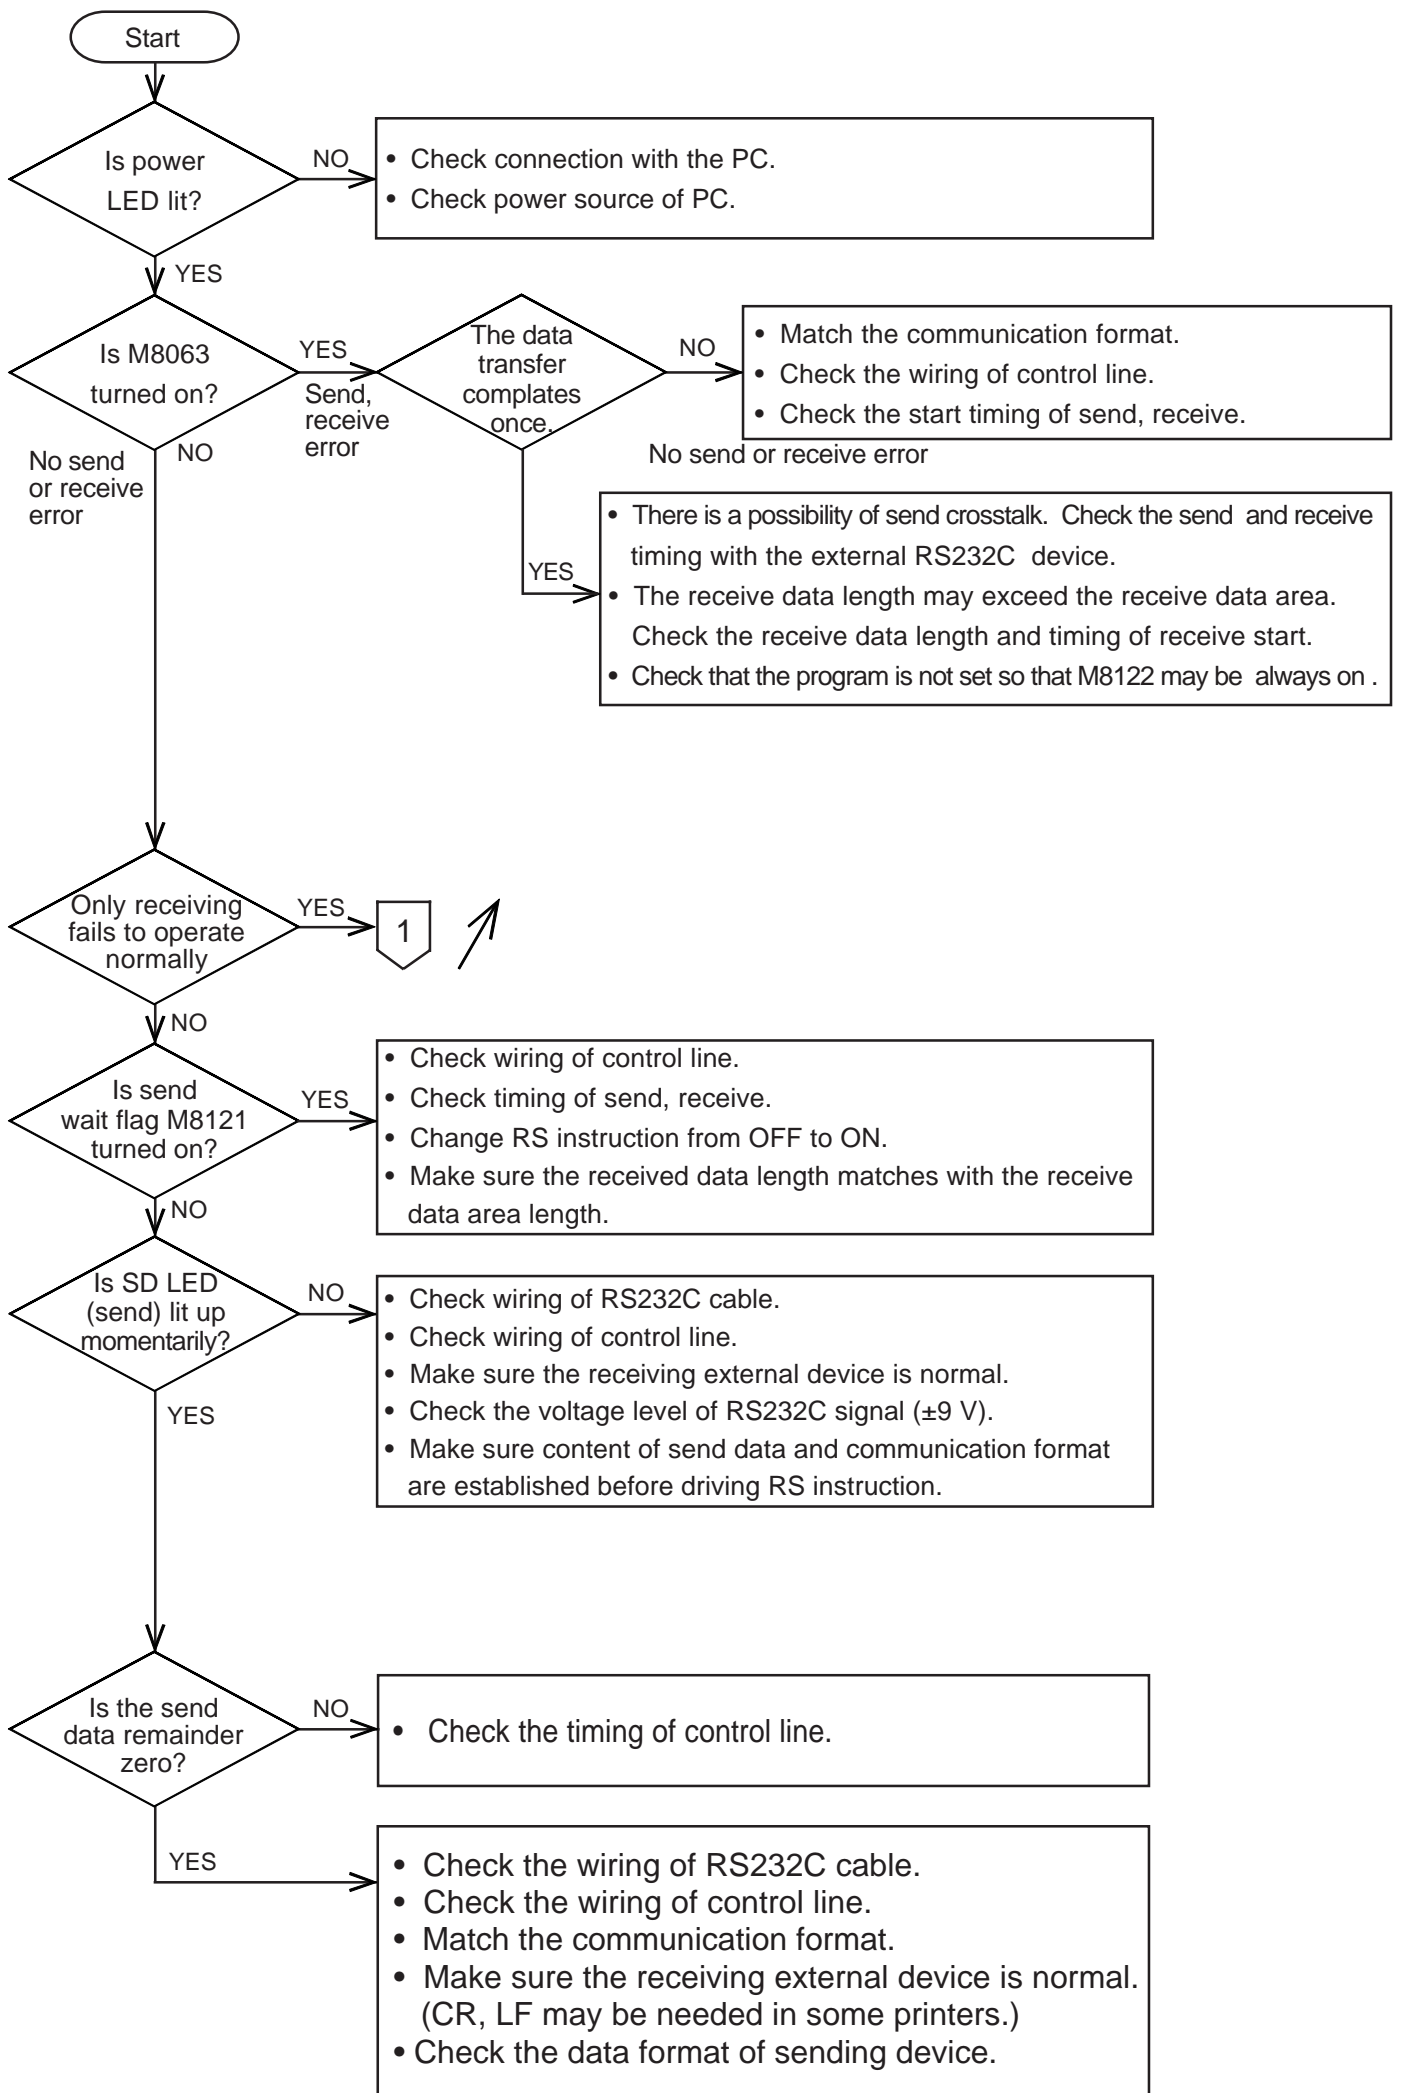 Start
Is power
LED lit?
NO
• Check connection with the PC.
• Check power source of PC.
YES
Is M8063
turned on?
YES
Send,
receive
error
The data
transfer
complates
once.
NO
• Match the communication format.
• Check the wiring of control line.
• Check the start timing of send, receive.
NO
No send
or receive
error
No send or receive error
YES
• There is a possibility of send crosstalk. Check the send and receive
timing with the external RS232C device.
• The receive data length may exceed the receive data area.
Check the receive data length and timing of receive start.
• Check that the program is not set so that M8122 may be always on .
Only receiving
fails to operate
normally
YES
1
NO
Is send
wait flag M8121
turned on?
YES
• Check wiring of control line.
• Check timing of send, receive.
• Change RS instruction from OFF to ON.
• Make sure the received data length matches with the receive
data area length.
NO
Is SD LED
(send) lit up
momentarily?
NO
• Check wiring of RS232C cable.
• Check wiring of control line.
• Make sure the receiving external device is normal.
• Check the voltage level of RS232C signal (±9 V).
• Make sure content of send data and communication format
are established before driving RS instruction.
YES
Is the send
data remainder
zero?
NO
• Check the timing of control line.
YES
• Check the wiring of RS232C cable.
• Check the wiring of control line.
• Match the communication format.
• Make sure the receiving external device is normal.
(CR, LF may be needed in some printers.)
• Check the data format of sending device.